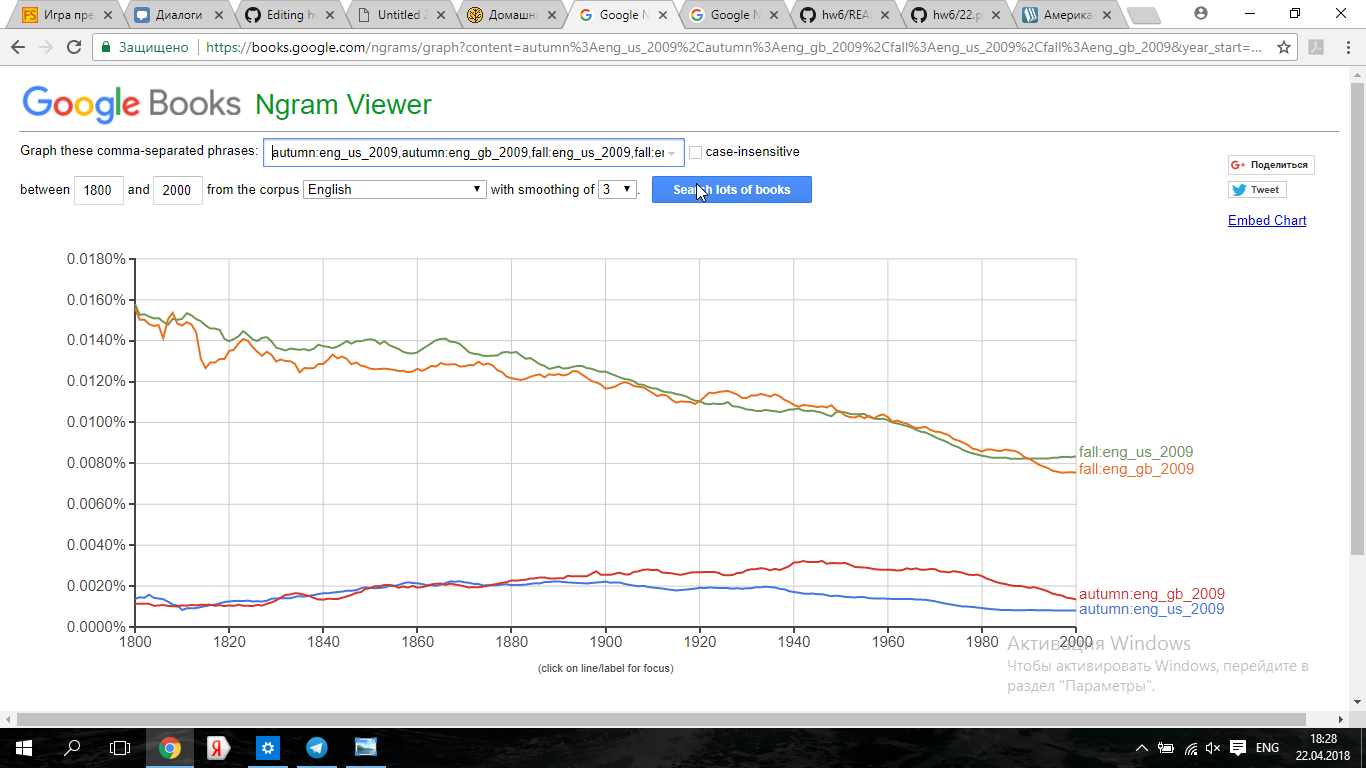 Игра пре
Диалоги
Editing h
Untitled 2
Домашн
Google N
Google N
hw6/REA
hw6/22.p
Америка
Защищено
https://books.google.com/ngrams/graph?content=autumn%3Aeng_us_2009%2Cautumn%3Aeng_gb_2009%2Cfall%3Aeng_us_2009%2Cfall%3Aeng_gb_2009&year_start=...
Google Books Ngram Viewer
Graph these comma-separated phrases: autumn:eng_us_2009,autumn:eng_gb_2009,fall:eng_us_2009,fall:en case-insensitive
between 1800 and 2000 from the corpus English with smoothing of 3 . Search lots of books
G+ Поделиться
Tweet
Embed Chart
0.0180%
0.0160%
0.0140%
0.0120%
0.0100%
0.0080%
0.0060%
0.0040%
0.0020%
0.0000%
fall:eng_us_2009
fall:eng_gb_2009
autumn:eng_gb_2009
autumn:eng_us_2009
1800 1820 1840 1860 1880 1900 1920 1940 1960 1980 2000
(click on line/label for focus)
Активация Windows
Чтобы активировать Windows, перейдите в
раздел "Параметры".
ENG
18:28
22.04.2018